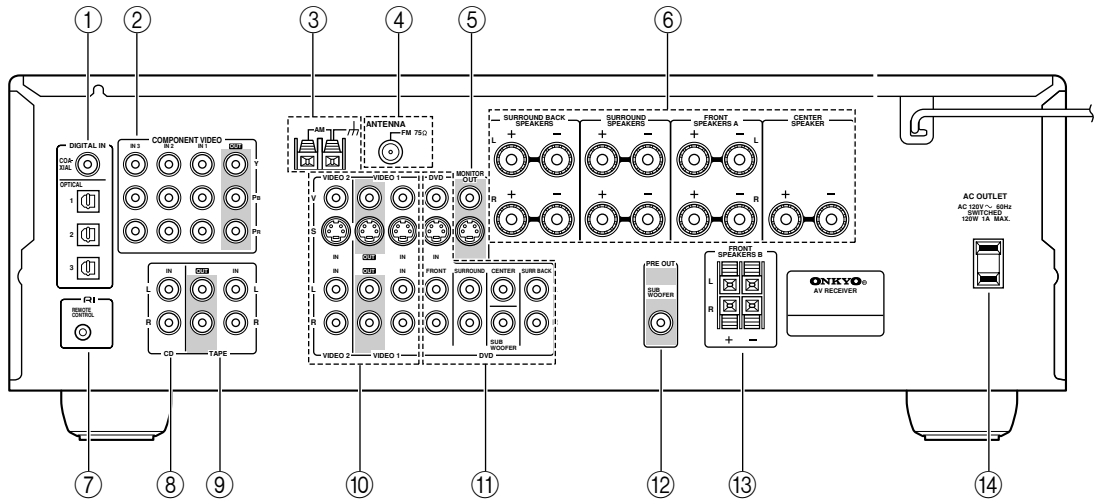 ① ② ③ ④ ⑤ ⑥
DIGITAL IN
COA-
XIAL
OPTICAL
1
2
3
COMPONENT VIDEO
IN 3 IN 2 IN 1 OUT
Y
PB
PR
AM
ANTENNA
FM 75Ω
VIDEO 2 VIDEO 1 DVD
MONITOR
OUT
V
S
IN OUT IN IN
SURROUND BACK
SPEAKERS
SURROUND
SPEAKERS
FRONT
SPEAKERS A
CENTER
SPEAKER
+ − + − + −
L L
R R
+ − + − + − + −
AC OUTLET
AC 120V ~ 60Hz
SWITCHED
120W 1A MAX.
RI
REMOTE
CONTROL
IN OUT IN
L L
R R
CD TAPE
IN OUT IN FRONT SURROUND CENTER SURR BACK
L
R
SUB
WOOFER
VIDEO 2 VIDEO 1 DVD
PRE OUT
SUB
WOOFER
FRONT
SPEAKERS B
L
R
+ −
ONKYO®
AV RECEIVER
⑦ ⑧ ⑨ ⑩ ⑪ ⑫ ⑬ ⑭